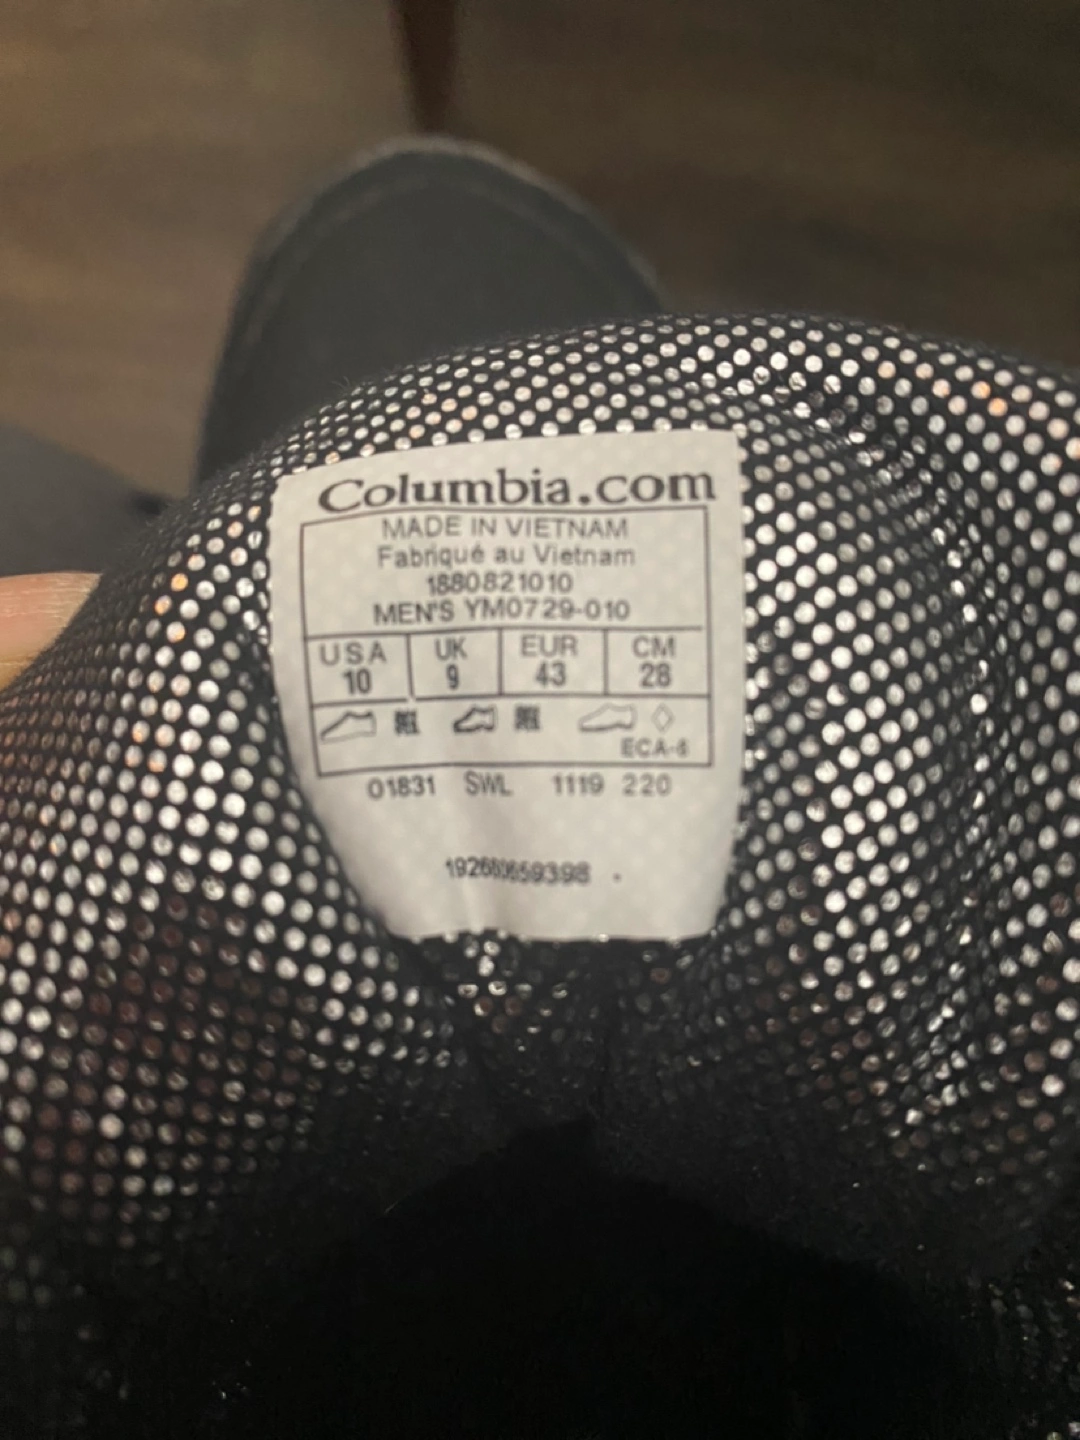 Columbia.com
MADE IN VIETNAM
Fabriqué au Vietnam
1880821010
MEN'S YM0729-010
USA UK EUR CM
10 9 43 28
ECA-6
01831 SWL 1119 220